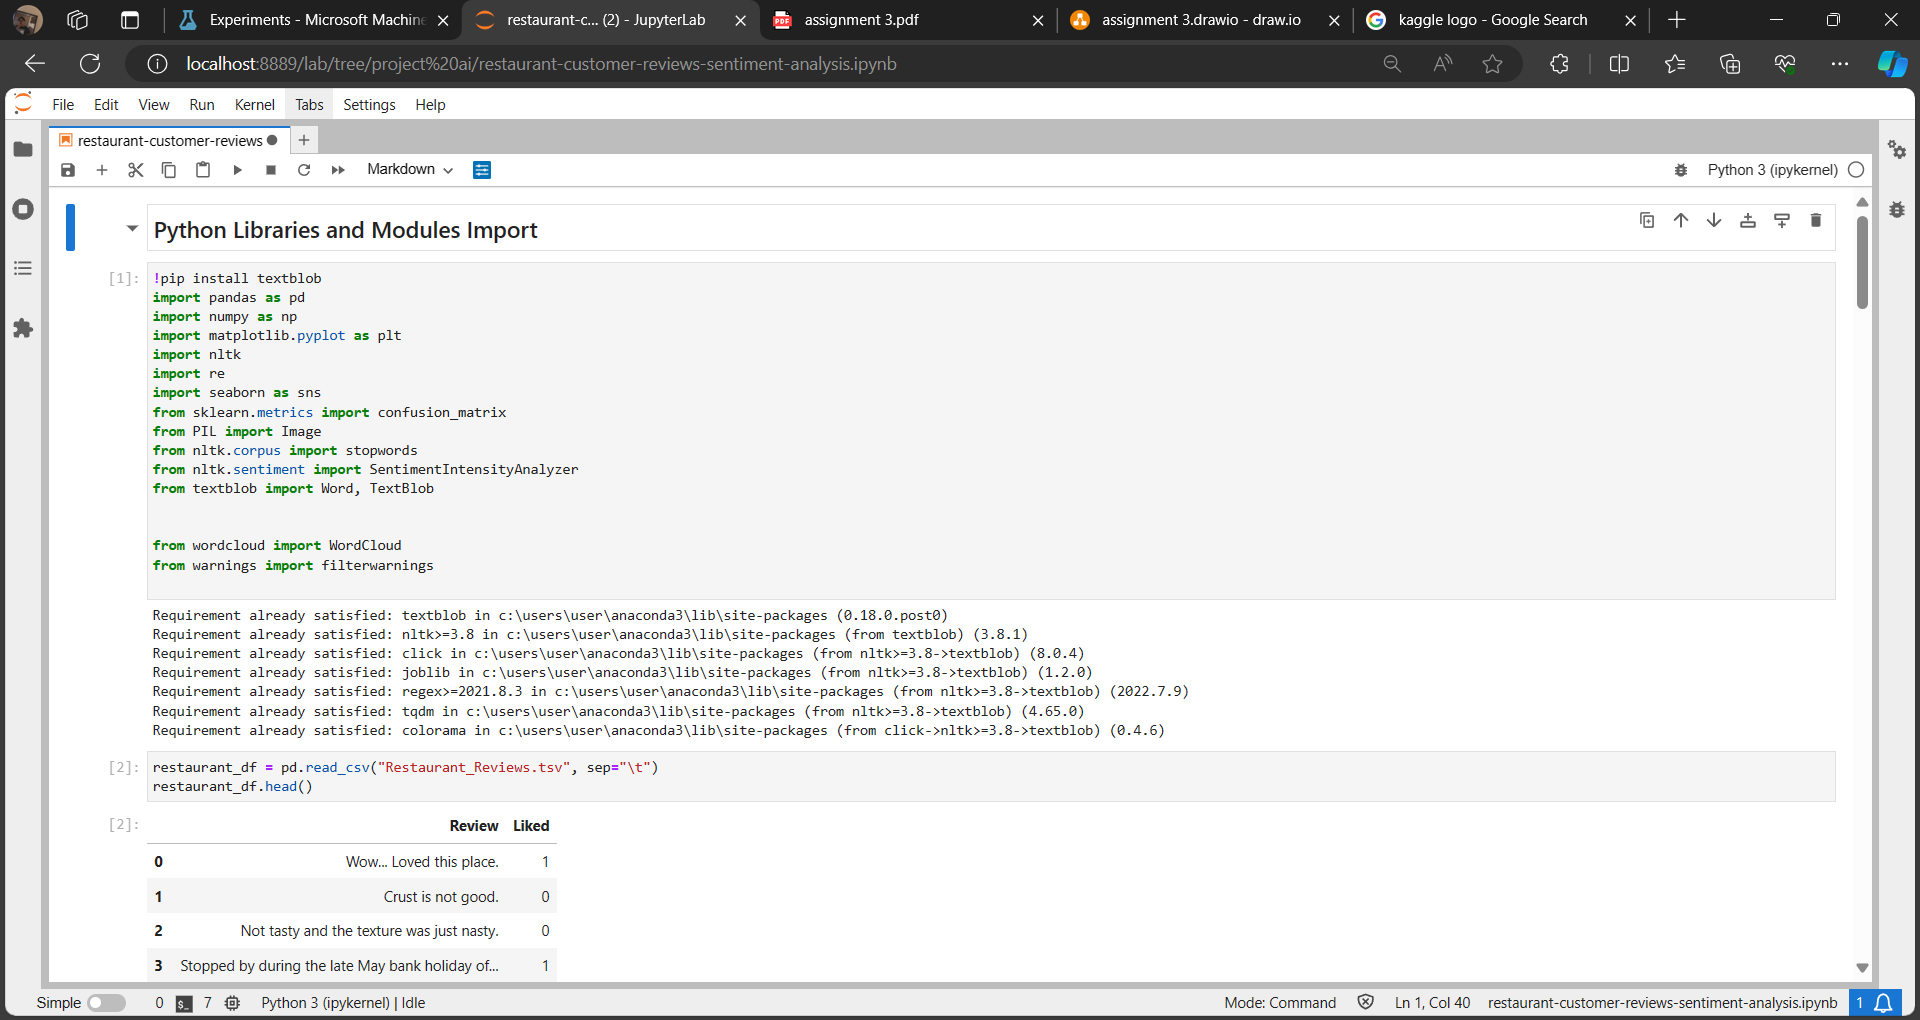 Experiments - Microsoft Machine
restaurant-c... (2) - JupyterLab
assignment 3.pdf
assignment 3.drawio - draw.io
kaggle logo - Google Search
localhost:8889/lab/tree/project%20ai/restaurant-customer-reviews-sentiment-analysis.ipynb
File Edit View Run Kernel Tabs Settings Help
restaurant-customer-reviews
Markdown
Python 3 (ipykernel)
Python Libraries and Modules Import
[1]:
!pip install textblob
import pandas as pd
import numpy as np
import matplotlib.pyplot as plt
import nltk
import re
import seaborn as sns
from sklearn.metrics import confusion_matrix
from PIL import Image
from nltk.corpus import stopwords
from nltk.sentiment import SentimentIntensityAnalyzer
from textblob import Word, TextBlob
from wordcloud import WordCloud
from warnings import filterwarnings
Requirement already satisfied: textblob in c:\users\user\anaconda3\lib\site-packages (0.18.0.post0)
Requirement already satisfied: nltk>=3.8 in c:\users\user\anaconda3\lib\site-packages (from textblob) (3.8.1)
Requirement already satisfied: click in c:\users\user\anaconda3\lib\site-packages (from nltk>=3.8->textblob) (8.0.4)
Requirement already satisfied: joblib in c:\users\user\anaconda3\lib\site-packages (from nltk>=3.8->textblob) (1.2.0)
Requirement already satisfied: regex>=2021.8.3 in c:\users\user\anaconda3\lib\site-packages (from nltk>=3.8->textblob) (2022.7.9)
Requirement already satisfied: tqdm in c:\users\user\anaconda3\lib\site-packages (from nltk>=3.8->textblob) (4.65.0)
Requirement already satisfied: colorama in c:\users\user\anaconda3\lib\site-packages (from click->nltk>=3.8->textblob) (0.4.6)
[2]:
restaurant_df = pd.read_csv("Restaurant_Reviews.tsv", sep="\t")
restaurant_df.head()
[2]:
Review Liked
0 Wow... Loved this place. 1
1 Crust is not good. 0
2 Not tasty and the texture was just nasty. 0
3 Stopped by during the late May bank holiday of... 1
Simple 0 7 Python 3 (ipykernel) | Idle Mode: Command Ln 1, Col 40 restaurant-customer-reviews-sentiment-analysis.ipynb 1